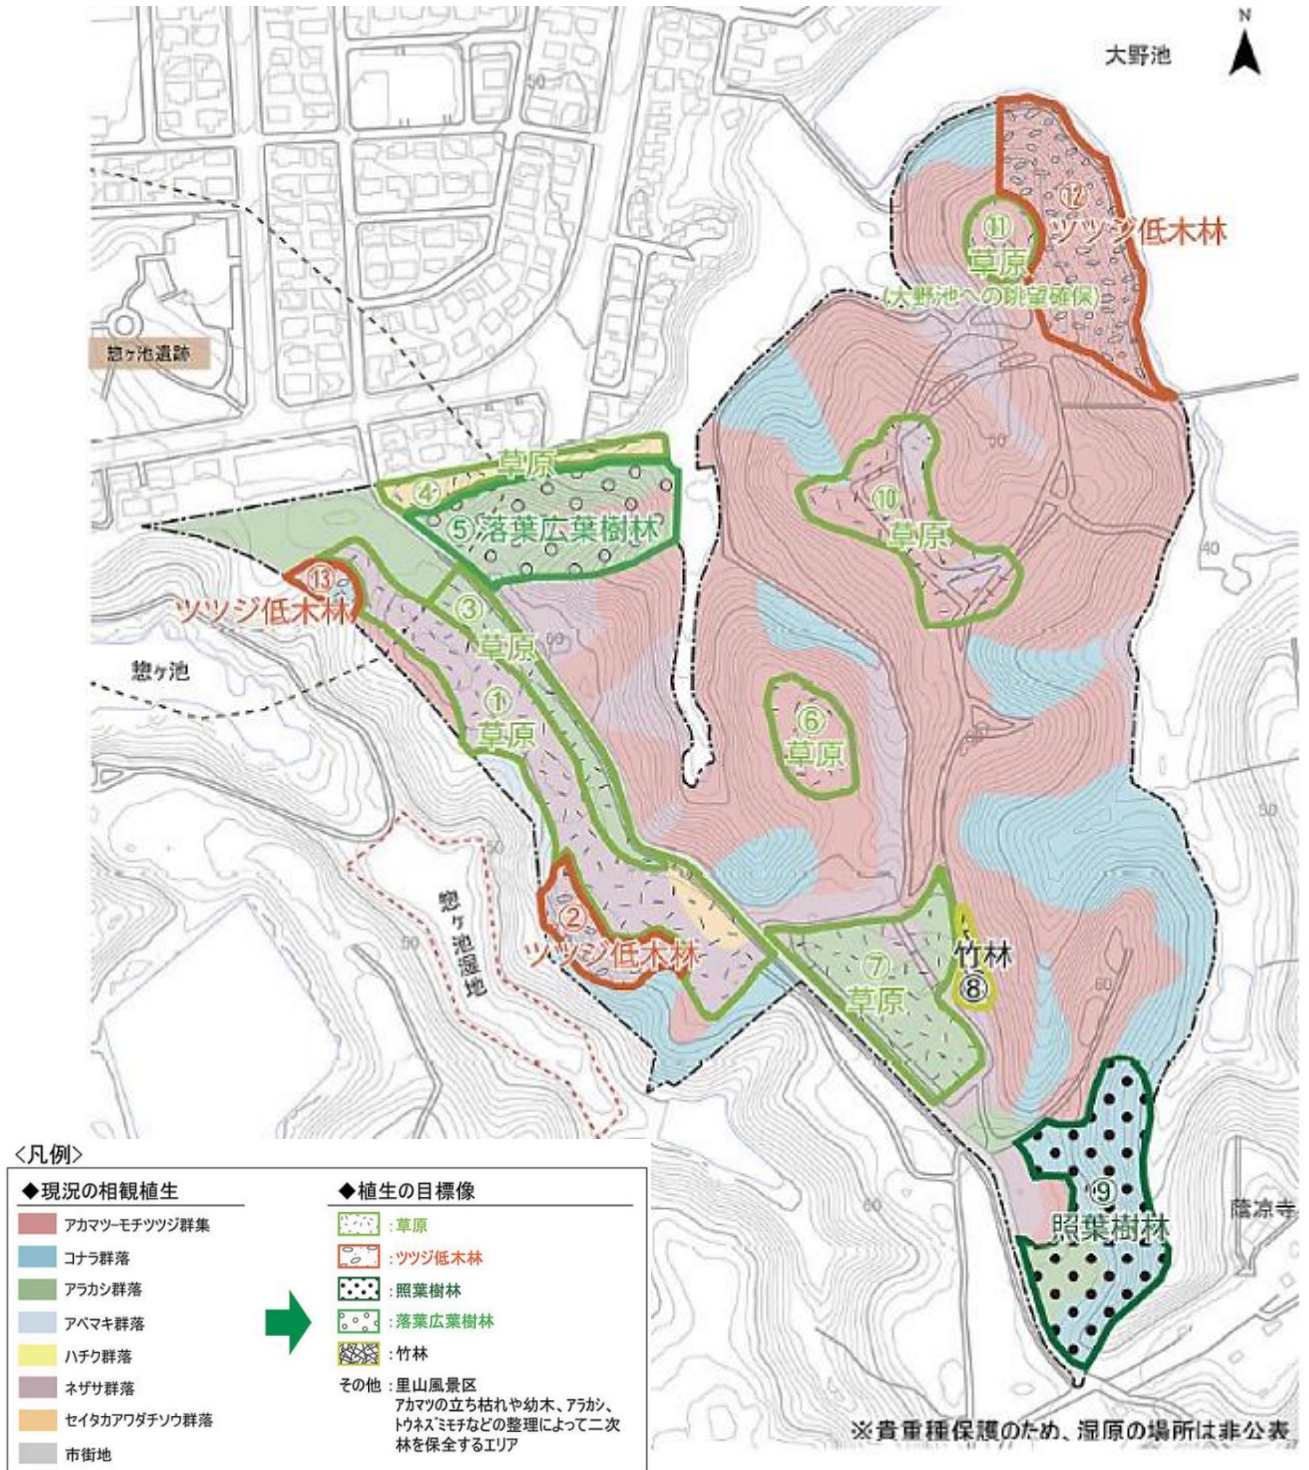 N
大野池
⑫
ツツジ低木林
⑪
草原
(大野池への眺望確保)
惣ヶ池遺跡
50
草原
④
⑤落葉広葉樹林
⑩
草原
40
⑬
ツツジ低木林
③
草原
惣ヶ池
①
草原
⑥
草原
惣ヶ池湿地
②
ツツジ低木林
竹林
⑧
⑦
草原
60
⑨
照葉樹林
蔭凉寺
※貴重種保護のため、湿原の場所は非公表
<凡例>
◆現況の相観植生
アカマツ-モチツツジ群集
コナラ群落
アラカシ群落
アベマキ群落
ハチク群落
ネザサ群落
セイタカアワダチソウ群落
市街地
◆植生の目標像
:草原
:ツツジ低木林
:照葉樹林
:落葉広葉樹林
:竹林
その他:里山風景区
アカマツの立ち枯れや幼木、アラカシ、
トウネズミモチなどの整理によって二次
林を保全するエリア